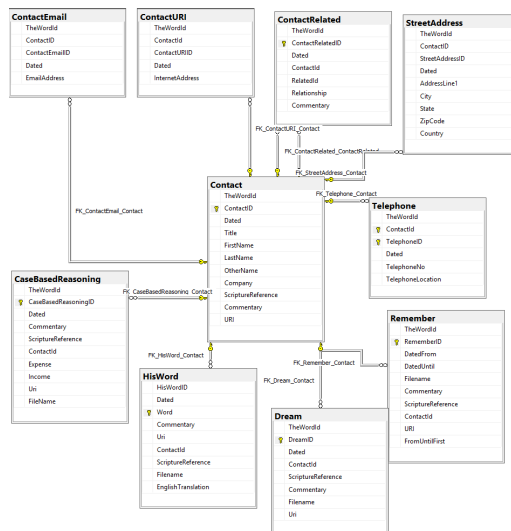 ContactEmail
TheWordId
ContactID
ContactEmailID
Dated
EmailAddress
ContactURI
TheWordId
ContactId
ContactURIID
Dated
InternetAddress
ContactRelated
TheWordId
ContactRelatedID
Dated
ContactId
RelatedId
Relationship
Commentary
StreetAddress
TheWordId
ContactID
StreetAddressID
Dated
AddressLine1
City
State
ZipCode
Country
FK_ContactURI_Contact
FK_ContactRelated_ContactRelated
FK_StreetAddress_Contact
FK_Telephone_Contact
FK_ContactEmail_Contact
Contact
TheWordId
ContactID
Dated
Title
FirstName
LastName
OtherName
Company
ScriptureReference
Commentary
URI
Telephone
TheWordId
ContactId
TelephoneID
Dated
TelephoneNo
TelephoneLocation
CaseBasedReasoning
TheWordId
CaseBasedReasoningID
Dated
Commentary
ScriptureReference
ContactId
Expense
Income
Uri
FileName
FK_CaseBasedReasoning_Contact
FK_HisWord_Contact
FK_Remember_Contact
FK_Dream_Contact
Remember
TheWordId
RememberID
DatedFrom
DatedUntil
Filename
Commentary
ScriptureReference
ContactId
URI
FromUntilFirst
HisWord
HisWordID
Dated
Word
Commentary
Uri
ContactId
ScriptureReference
Filename
EnglishTranslation
Dream
TheWordId
DreamID
Dated
ContactId
ScriptureReference
Commentary
Filename
Uri